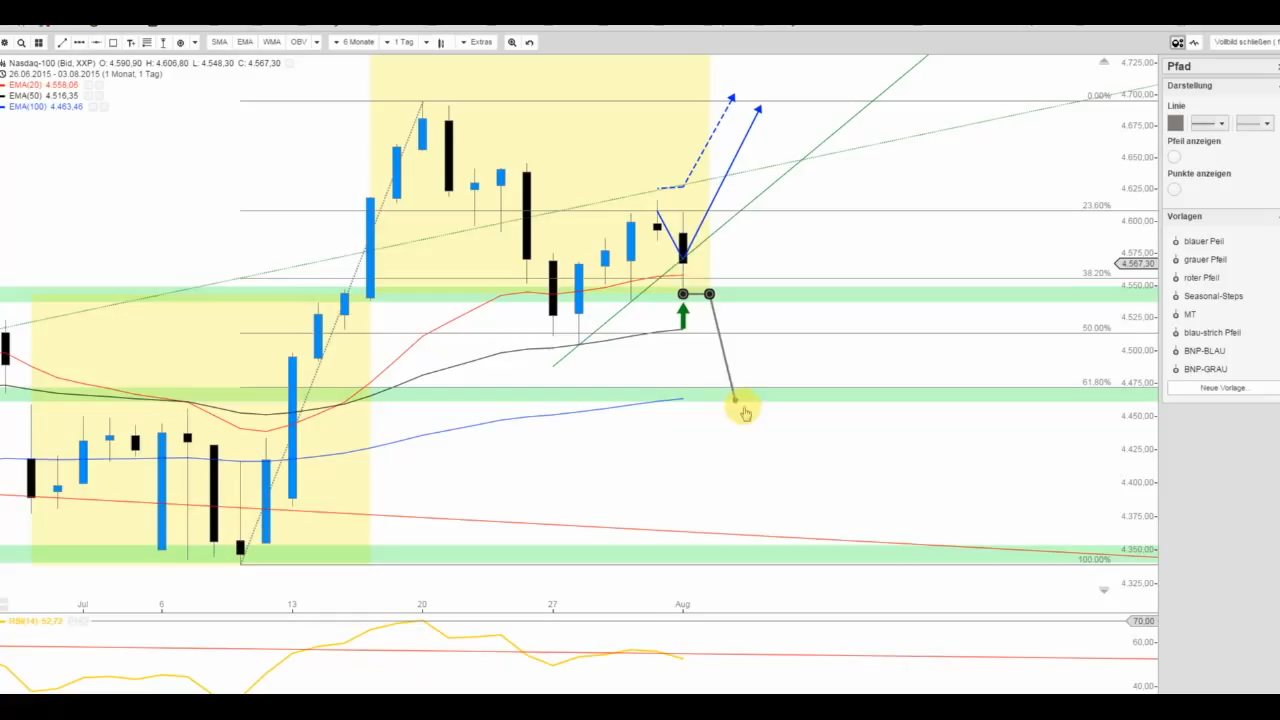 SMA EMA WMA OBV 6 Monate 1 Tag Extras Vollbild schließen (
Nasdaq-100 (Bid, XXP) O: 4.590,90 H: 4.606,80 L: 4.548,30 C: 4.567,30
26.06.2015 - 03.08.2015 (1 Monat, 1 Tag)
EMA(20) 4.558,06
EMA(50) 4.516,35
EMA(100) 4.463,46
Pfad
Darstellung
Linie
Pfeil anzeigen
Punkte anzeigen
Vorlagen
blauer Peil
grauer Pfeil
roter Pfeil
Seasonal-Steps
MT
blau-strich Pfeil
BNP-BLAU
BNP-GRAU
Neue Vorlage...
4.725,00
4.700,00
4.675,00
4.650,00
4.625,00
4.600,00
4.575,00
4.567,30
4.550,00
4.525,00
4.500,00
4.475,00
4.450,00
4.425,00
4.400,00
4.375,00
4.350,00
4.325,00
0.00%
23.60%
38.20%
50.00%
61.80%
100.00%
Jul 6 13 20 27 Aug
RSI(14) 52,72
70,00
60,00
40,00